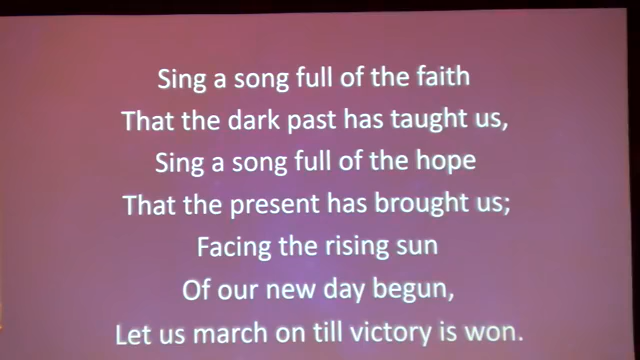 Sing a song full of the faith
That the dark past has taught us,
Sing a song full of the hope
That the present has brought us;
Facing the rising sun
Of our new day begun,
Let us march on till victory is won.